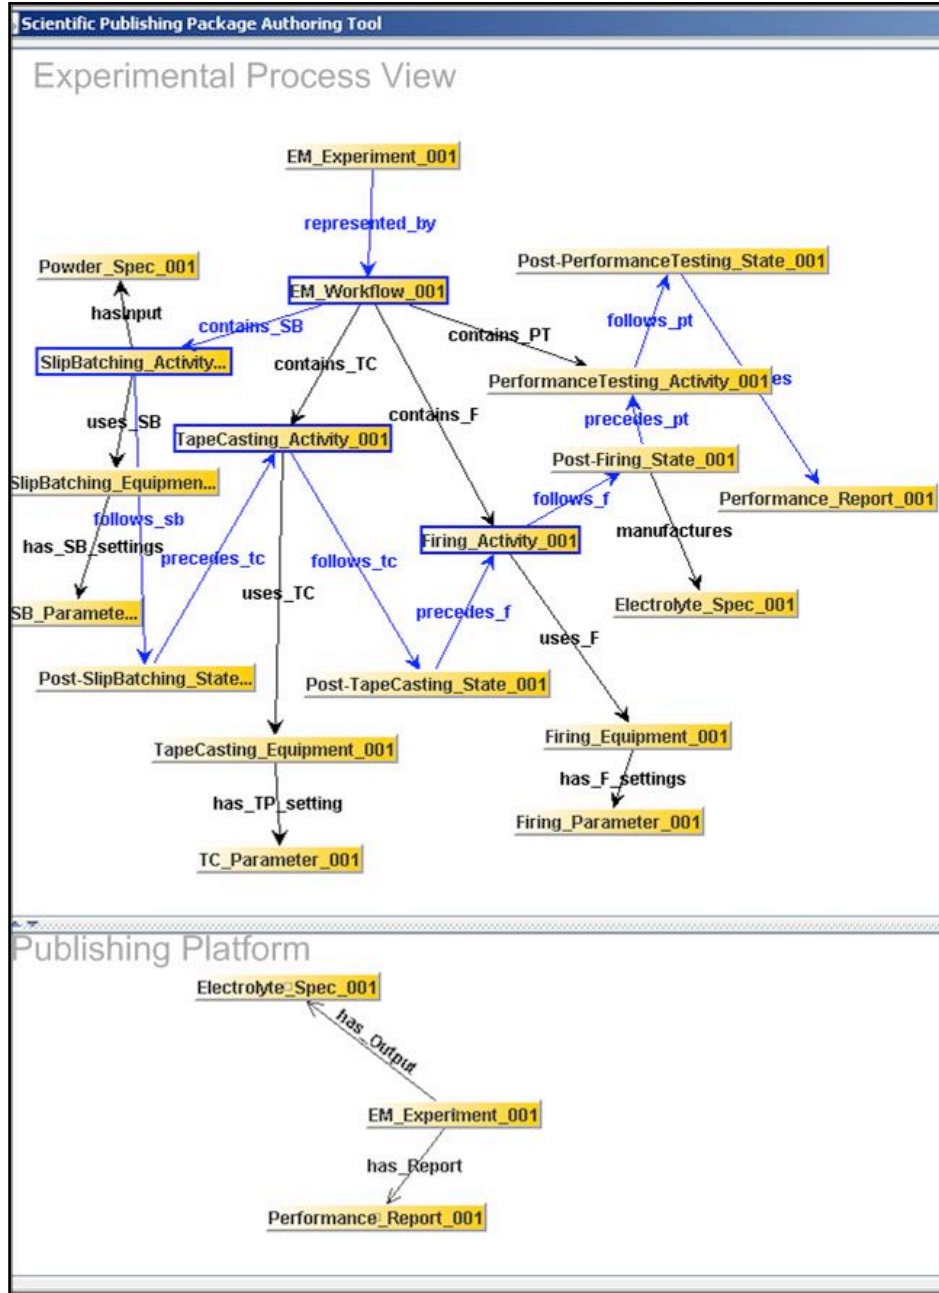 Scientific Publishing Package Authoring Tool
Experimental Process View
EM_Experiment_001
represented_by
Powder_Spec_001
Post-PerformanceTesting_State_001
EM_Workflow_001
hasInput
contains_SB
follows_pt
contains_PT
SlipBatching_Activity...
contains_TC
PerformanceTesting_Activity_001
es
contains_F
precedes_pt
uses_SB
TapeCasting_Activity_001
Post-Firing_State_001
SlipBatching_Equipmen...
follows_f
Performance_Report_001
follows_sb
manufactures
Firing_Activity_001
has_SB_settings
precedes_tc
follows_tc
uses_TC
SB_Paramete...
precedes_f
Electrolyte_Spec_001
uses_F
Post-SlipBatching_State...
Post-TapeCasting_State_001
TapeCasting_Equipment_001
Firing_Equipment_001
has_F_settings
has_TP_setting
Firing_Parameter_001
TC_Parameter_001
Publishing Platform
Electrolyte_Spec_001
has_Output
EM_Experiment_001
has_Report
Performance_Report_001